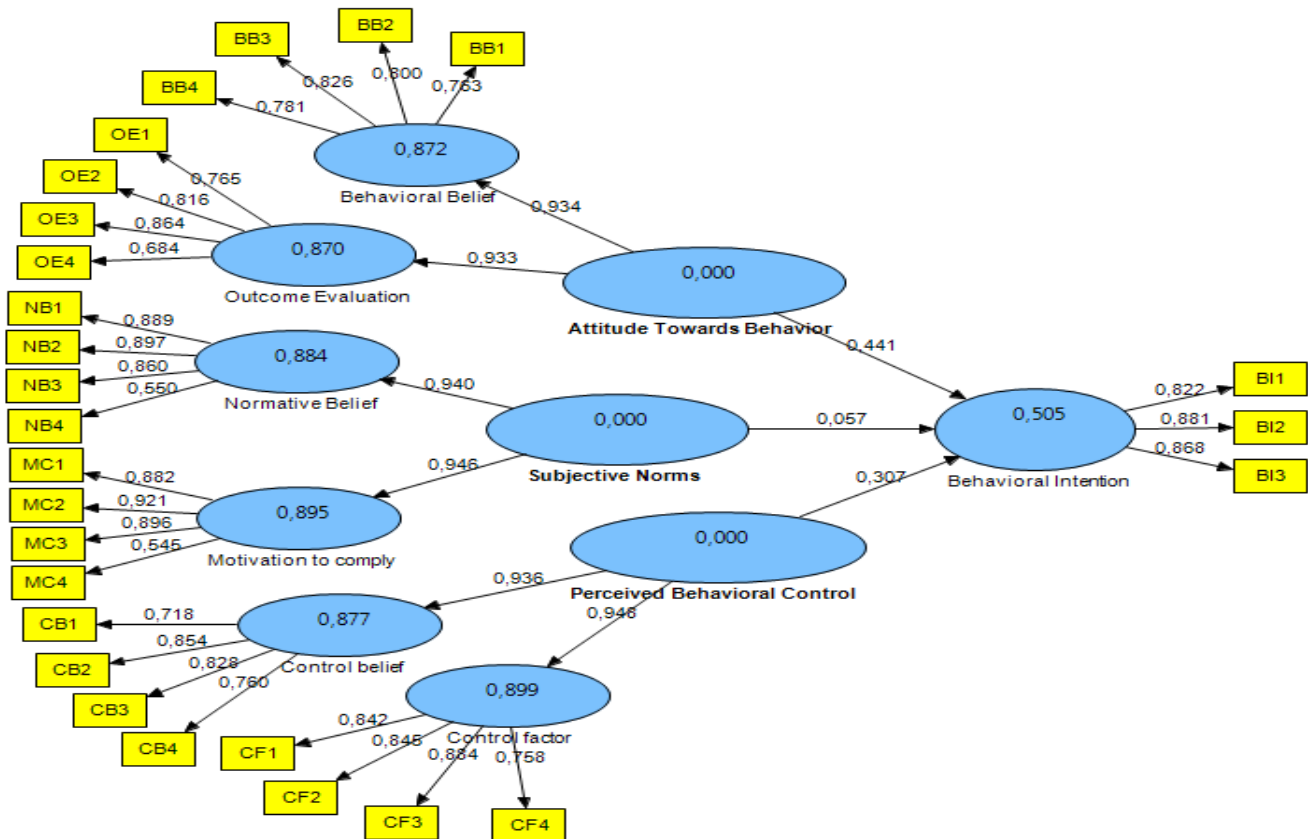 BB3
BB2
BB1
BB4
0,826
0,800
0,763
0,781
OE1
0,872
Behavioral Belief
OE2
0,765
0,816
0,934
OE3
0,864
OE4
0,684
0,870
0,933
Outcome Evaluation
0,000
Attitude Towards Behavior
NB1
0,889
NB2
0,897
NB3
0,860
NB4
0,550
0,884
Normative Belief
0,940
0,441
0,000
Subjective Norms
0,057
0,505
Behavioral Intention
0,822
BI1
0,881
BI2
0,868
BI3
MC1
0,882
MC2
0,921
MC3
0,896
MC4
0,545
0,895
Motivation to comply
0,946
0,307
0,000
Perceived Behavioral Control
CB1
0,718
CB2
0,854
CB3
0,828
CB4
0,760
0,877
Control belief
0,936
0,948
0,899
Control factor
CF1
0,842
CF2
0,845
CF3
0,884
CF4
0,758